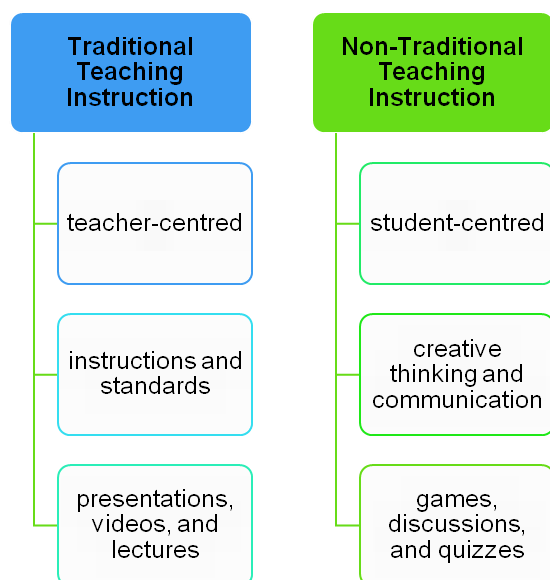 Traditional
Teaching
Instruction
teacher-centred
instructions and
standards
presentations,
videos, and
lectures
Non-Traditional
Teaching
Instruction
student-centred
creative
thinking and
communication
games,
discussions,
and quizzes